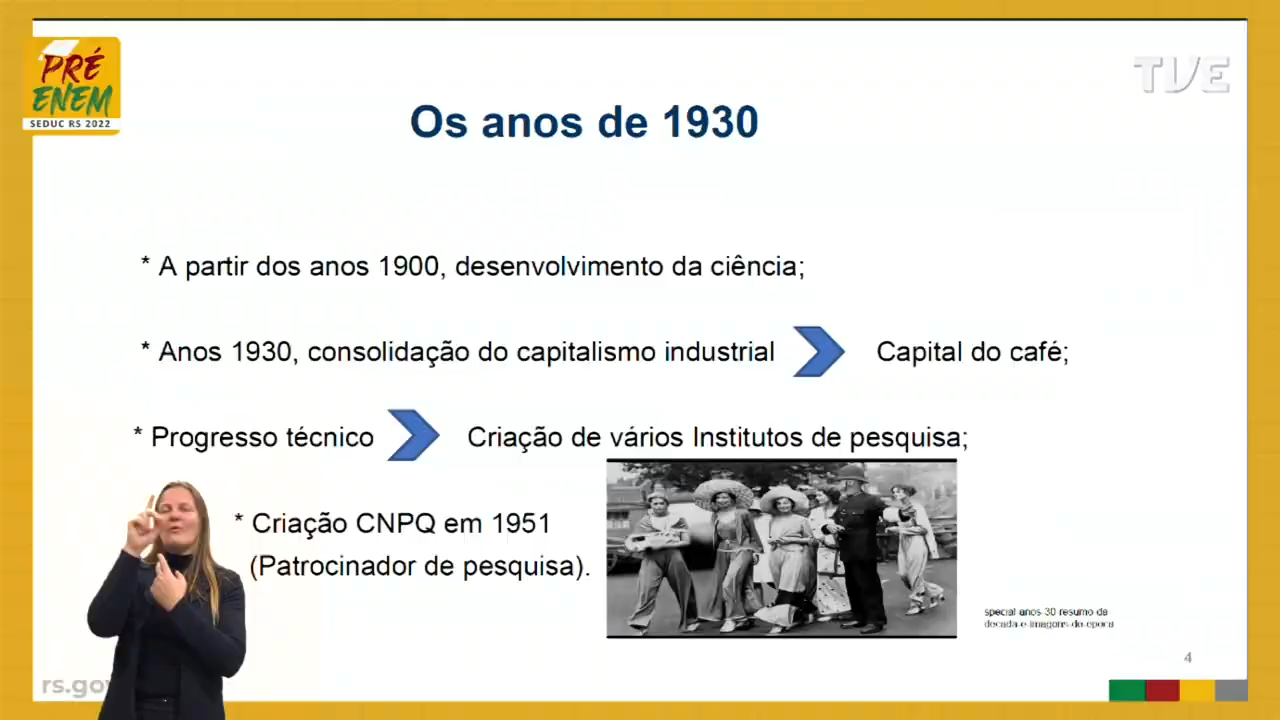 PRÉ
ENEM
SEDUC RS 2022
TVE
Os anos de 1930
* A partir dos anos 1900, desenvolvimento da ciência;
* Anos 1930, consolidação do capitalismo industrial Capital do café;
* Progresso técnico Criação de vários Institutos de pesquisa;
* Criação CNPQ em 1951
(Patrocinador de pesquisa).
special anos 30 resumo da
decada e imagens de epoca
4
rs.gov